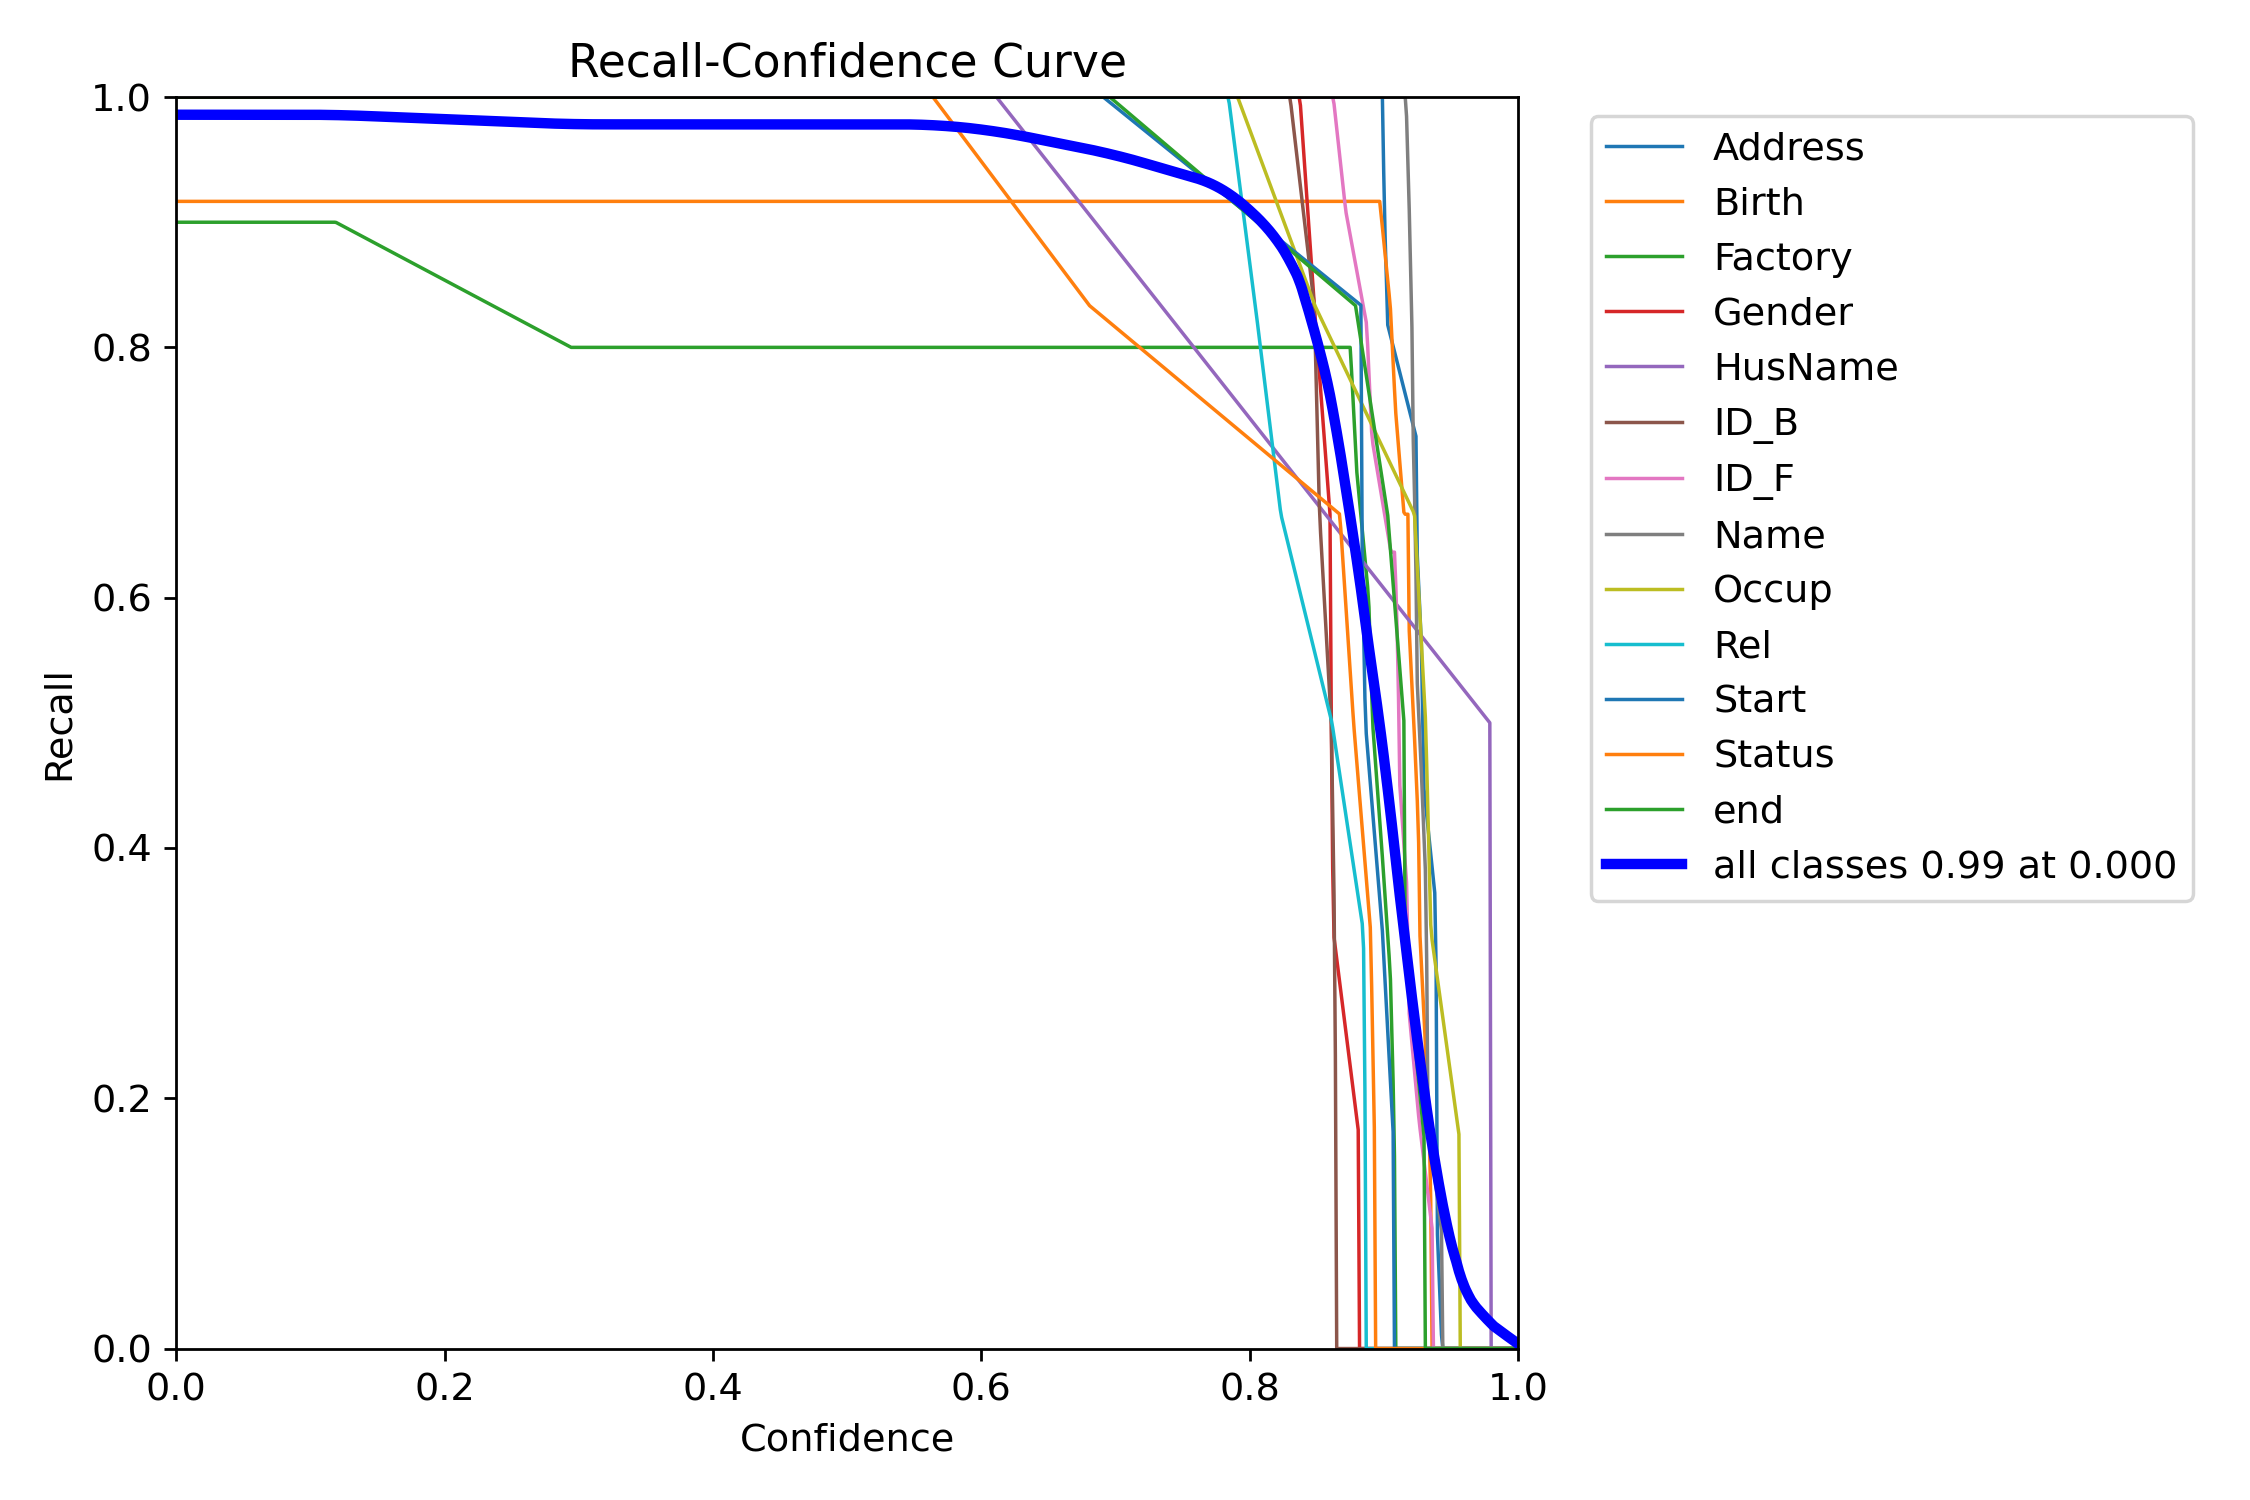 Recall-Confidence Curve
1.0
0.8
0.6
0.4
0.2
0.0
Recall
0.0 0.2 0.4 0.6 0.8 1.0
Confidence
Address
Birth
Factory
Gender
HusName
ID_B
ID_F
Name
Occup
Rel
Start
Status
end
all classes 0.99 at 0.000